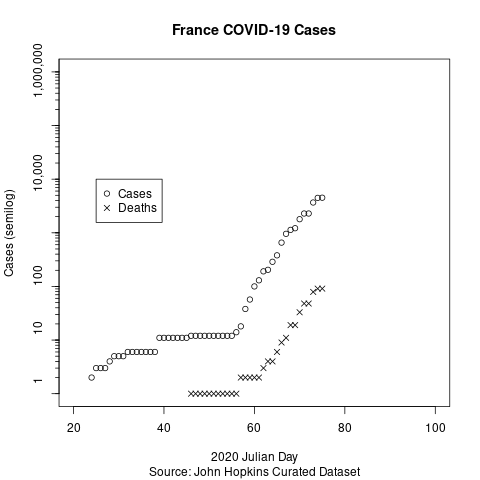 France COVID-19 Cases
1,000,000
10,000
100
10
1
Cases (semilog)
Cases
Deaths
20 40 60 80 100
2020 Julian Day
Source: John Hopkins Curated Dataset